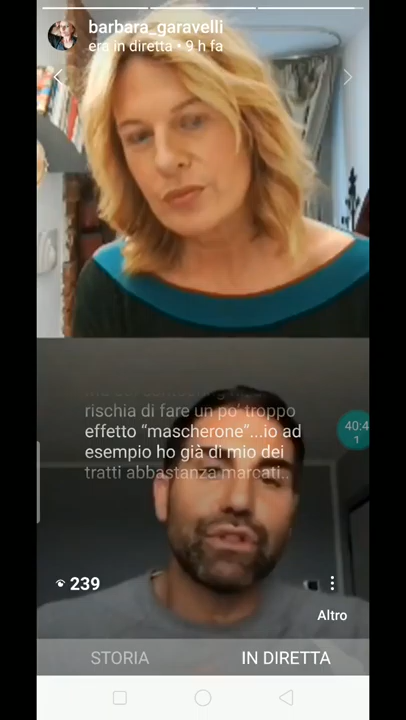 barbara_garavelli
era in diretta • 9 h fa
rischia di fare un po' troppo
effetto “mascherone”...io ad
esempio ho già di mio dei
tratti abbastanza marcati..
40:4
1
239
Altro
STORIA
IN DIRETTA